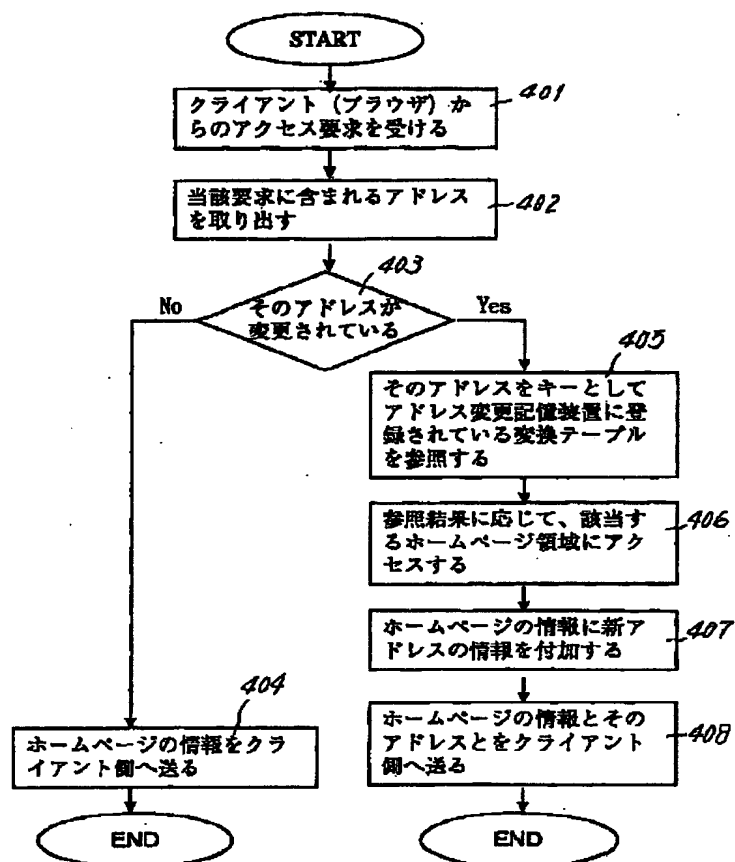 START
クライアント（ブラウザ）か
らのアクセス要求を受ける
401
当該要求に含まれるアドレス
を取り出す
402
403
そのアドレスが
変更されている
No
Yes
405
そのアドレスをキーとして
アドレス変更記憶装置に登
録されている変換テーブル
を参照する
参照結果に応じて、該当す
るホームページ領域にアク
セスする
406
ホームページの情報に新ア
ドレスの情報を付加する
407
404
ホームページの情報をクラ
イアント側へ送る
ホームページの情報とその
アドレスとをクライアント
側へ送る
408
END
END